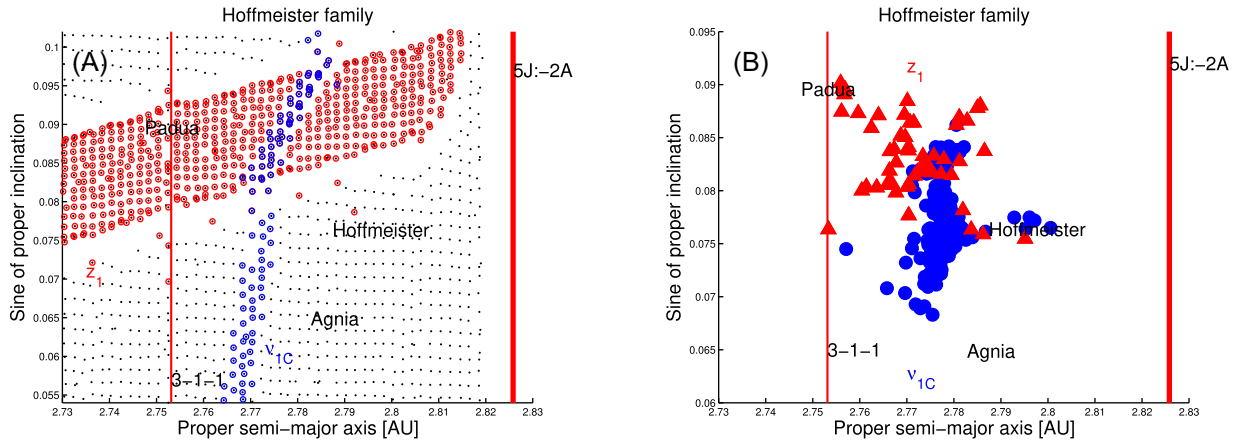 Hoffmeister family
(A)
0.1
0.095
0.09
0.085
0.08
0.075
0.07
0.065
0.06
0.055
Sine of proper inclination
Padua
5J:−2A
Hoffmeister
z1
Agnia
ν1C
3−1−1
2.73 2.74 2.75 2.76 2.77 2.78 2.79 2.8 2.81 2.82 2.83
Proper semi−major axis [AU]
Hoffmeister family
(B)
0.095
0.09
0.085
0.08
0.075
0.07
0.065
0.06
Sine of proper inclination
z1
5J:−2A
Padua
Hoffmeister
3−1−1
Agnia
ν1C
2.73 2.74 2.75 2.76 2.77 2.78 2.79 2.8 2.81 2.82 2.83
Proper semi−major axis [AU]